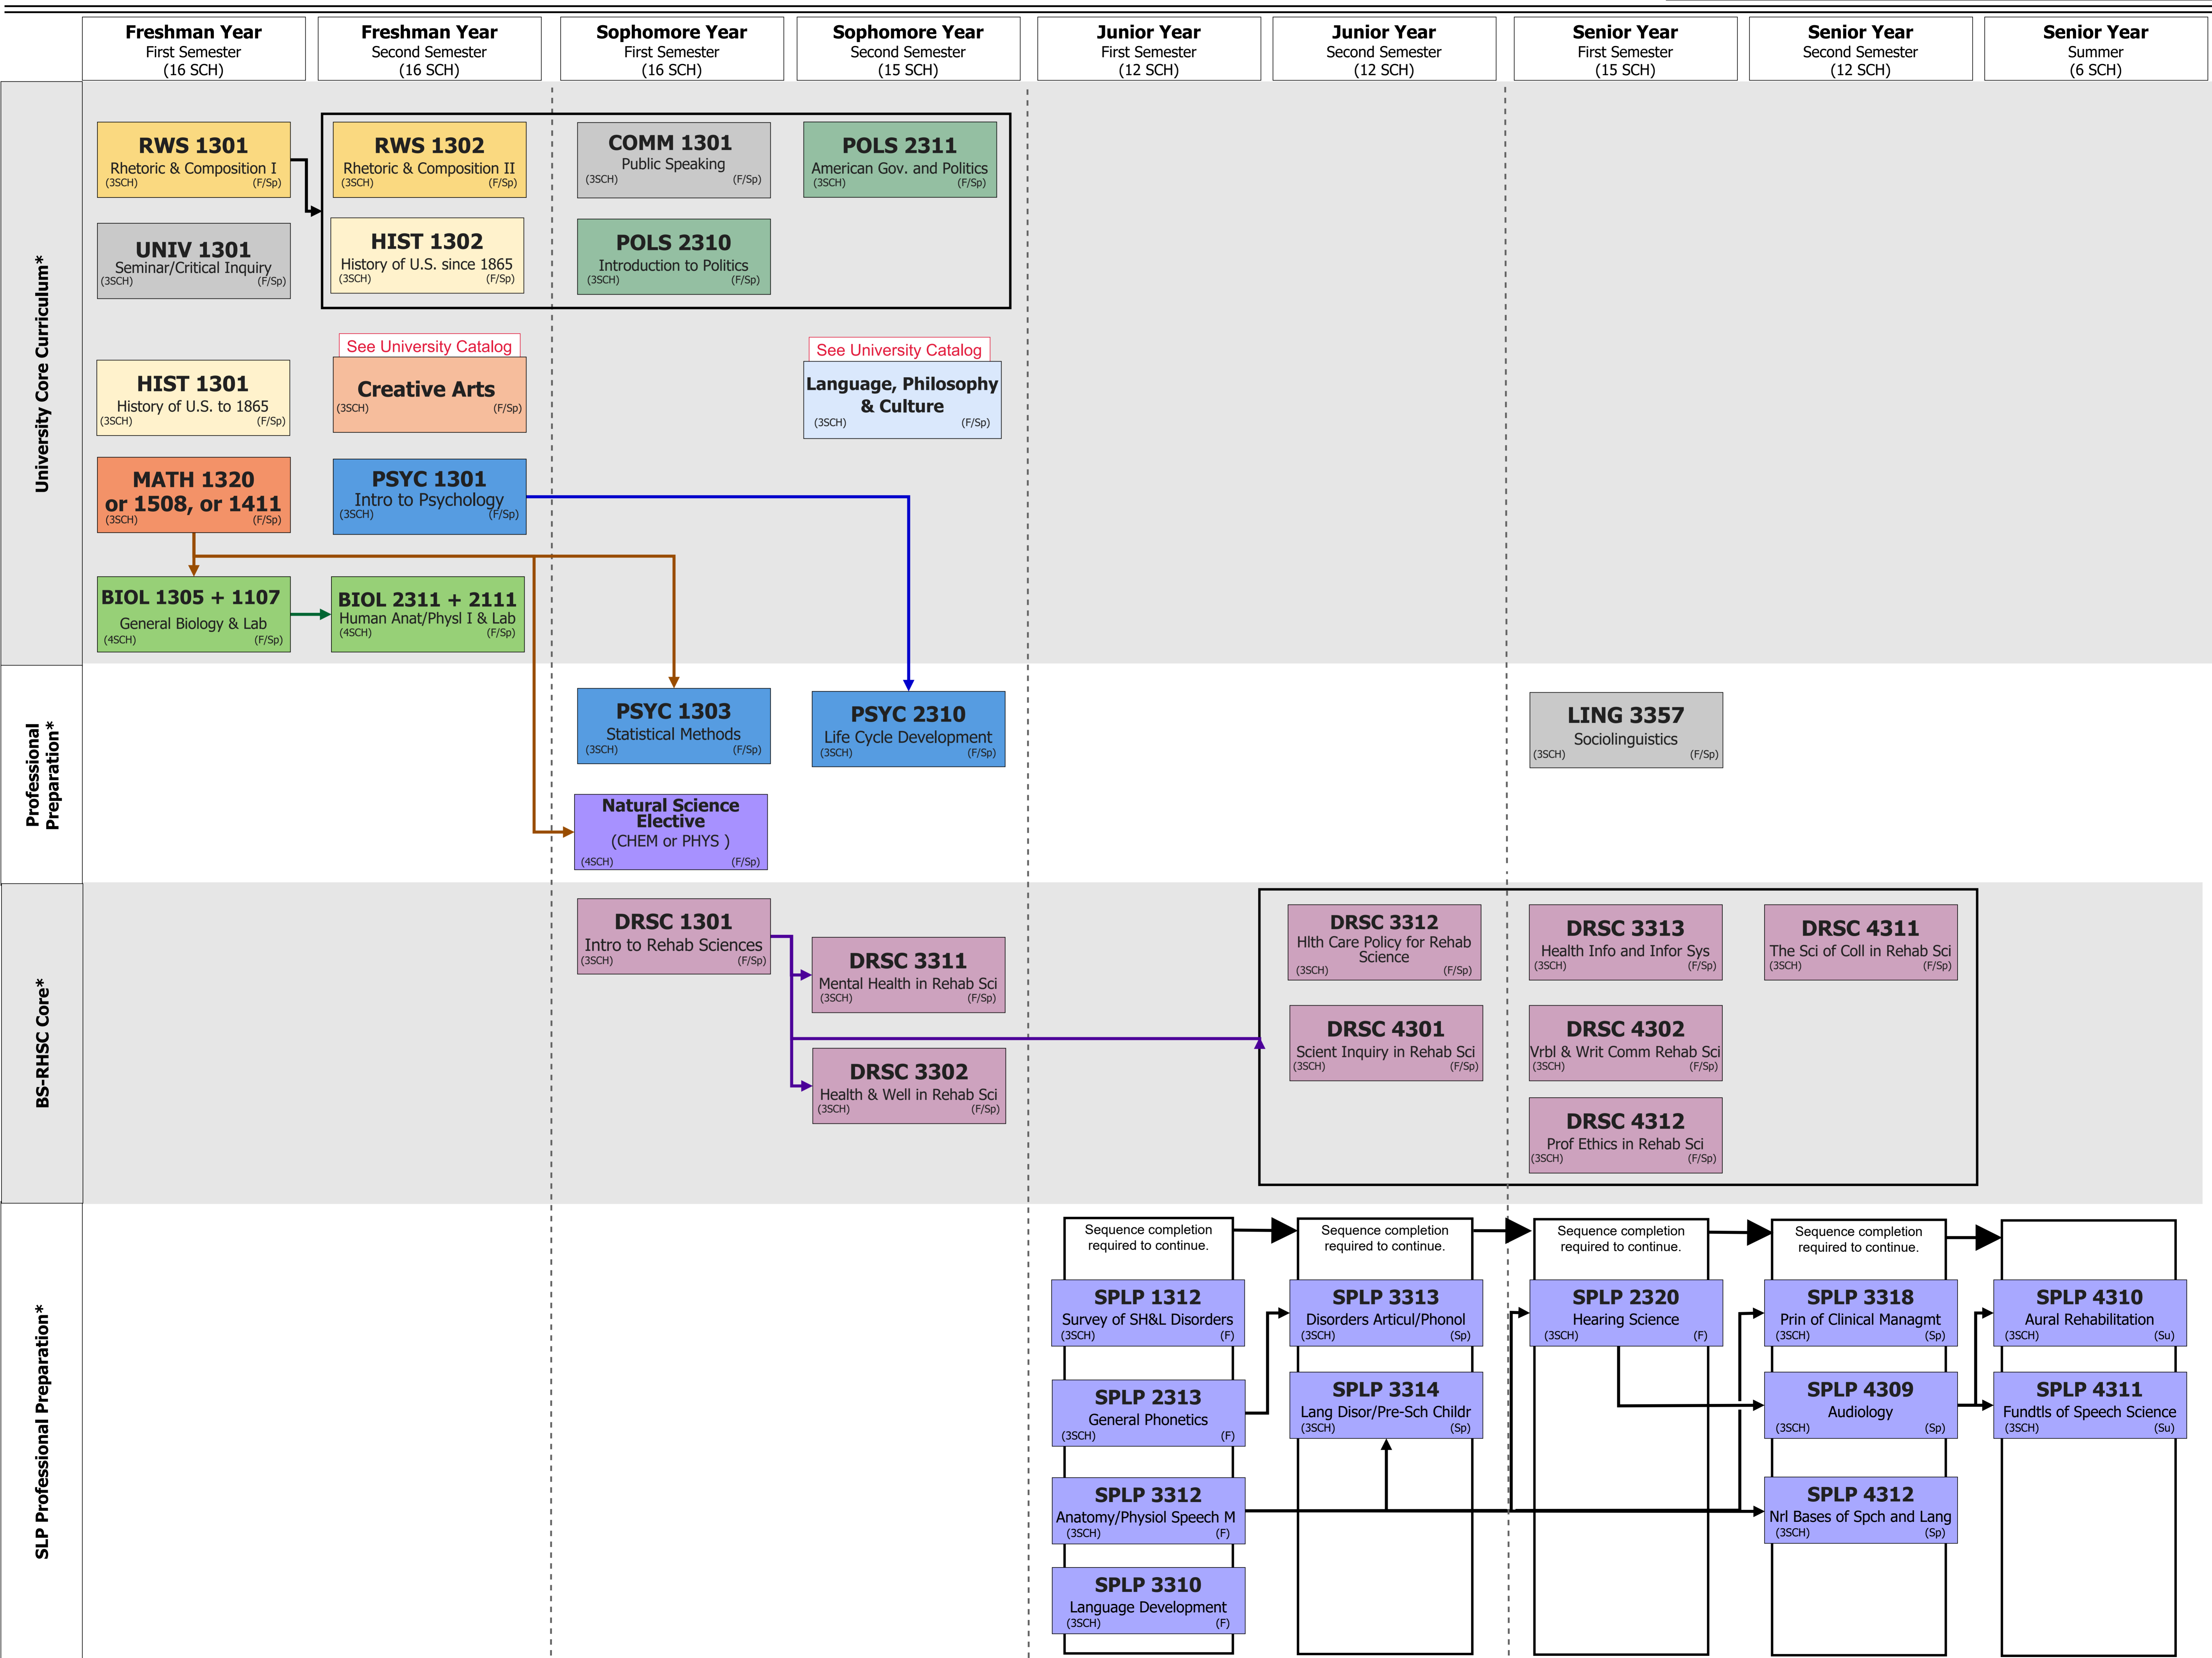 Freshman Year
First Semester
(16 SCH)
Freshman Year
Second Semester
(16 SCH)
Sophomore Year
First Semester
(16 SCH)
Sophomore Year
Second Semester
(15 SCH)
Junior Year
First Semester
(12 SCH)
Junior Year
Second Semester
(12 SCH)
Senior Year
First Semester
(15 SCH)
Senior Year
Second Semester
(12 SCH)
Senior Year
Summer
(6 SCH)
University Core Curriculum*
RWS 1301
Rhetoric & Composition I
(3SCH) (F/Sp)
RWS 1302
Rhetoric & Composition II
(3SCH) (F/Sp)
COMM 1301
Public Speaking
(3SCH) (F/Sp)
POLS 2311
American Gov. and Politics
(3SCH) (F/Sp)
UNIV 1301
Seminar/Critical Inquiry
(3SCH) (F/Sp)
HIST 1302
History of U.S. since 1865
(3SCH) (F/Sp)
POLS 2310
Introduction to Politics
(3SCH) (F/Sp)
HIST 1301
History of U.S. to 1865
(3SCH) (F/Sp)
See University Catalog
Creative Arts
(3SCH) (F/Sp)
See University Catalog
Language, Philosophy
& Culture
(3SCH) (F/Sp)
MATH 1320
or 1508, or 1411
(3SCH) (F/Sp)
PSYC 1301
Intro to Psychology
(3SCH) (F/Sp)
BIOL 1305 + 1107
General Biology & Lab
(4SCH) (F/Sp)
BIOL 2311 + 2111
Human Anat/Physl I & Lab
(4SCH) (F/Sp)
Professional
Preparation*
PSYC 1303
Statistical Methods
(3SCH) (F/Sp)
PSYC 2310
Life Cycle Development
(3SCH) (F/Sp)
LING 3357
Sociolinguistics
(3SCH) (F/Sp)
Natural Science
Elective
(CHEM or PHYS )
(4SCH) (F/Sp)
BS-RHSC Core*
DRSC 1301
Intro to Rehab Sciences
(3SCH) (F/Sp)
DRSC 3311
Mental Health in Rehab Sci
(3SCH) (F/Sp)
DRSC 3302
Health & Well in Rehab Sci
(3SCH) (F/Sp)
DRSC 3312
Hlth Care Policy for Rehab
Science
(3SCH) (F/Sp)
DRSC 3313
Health Info and Infor Sys
(3SCH) (F/Sp)
DRSC 4311
The Sci of Coll in Rehab Sci
(3SCH) (F/Sp)
DRSC 4301
Scient Inquiry in Rehab Sci
(3SCH) (F/Sp)
DRSC 4302
Vrbl & Writ Comm Rehab Sci
(3SCH) (F/Sp)
DRSC 4312
Prof Ethics in Rehab Sci
(3SCH) (F/Sp)
SLP Professional Preparation*
Sequence completion
required to continue.
Sequence completion
required to continue.
Sequence completion
required to continue.
Sequence completion
required to continue.
SPLP 1312
Survey of SH&L Disorders
(3SCH) (F)
SPLP 3313
Disorders Articul/Phonol
(3SCH) (Sp)
SPLP 2320
Hearing Science
(3SCH) (F)
SPLP 3318
Prin of Clinical Managmt
(3SCH) (Sp)
SPLP 4310
Aural Rehabilitation
(3SCH) (Su)
SPLP 2313
General Phonetics
(3SCH) (F)
SPLP 3314
Lang Disor/Pre-Sch Childr
(3SCH) (Sp)
SPLP 4309
Audiology
(3SCH) (Sp)
SPLP 4311
Fundtls of Speech Science
(3SCH) (Su)
SPLP 3312
Anatomy/Physiol Speech M
(3SCH) (F)
SPLP 4312
Nrl Bases of Spch and Lang
(3SCH) (Sp)
SPLP 3310
Language Development
(3SCH) (F)